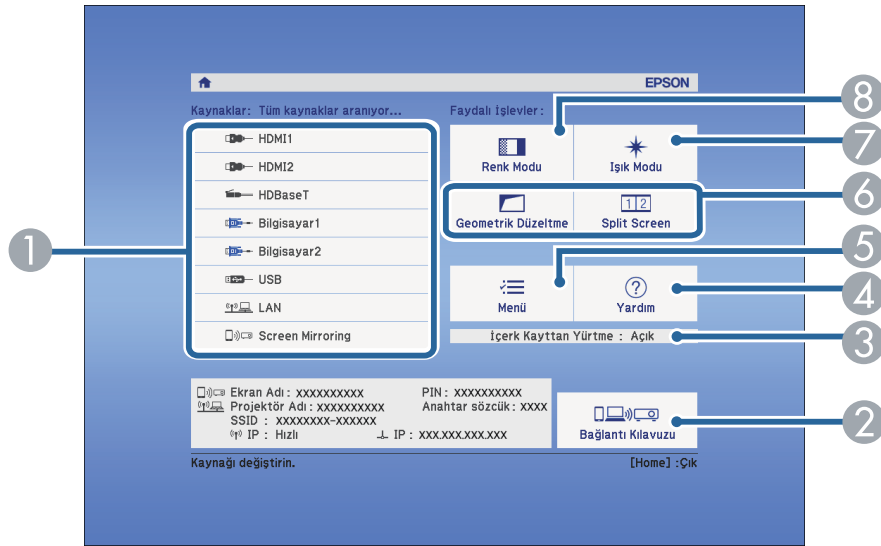 EPSON
Kaynaklar: Tüm kaynaklar aranıyor...
HDMI1
HDMI2
HDBaseT
Bilgisayar1
Bilgisayar2
USB
LAN
Screen Mirroring
Faydalı İşlevler:
Renk Modu
Işık Modu
Geometrik Düzeltme
1 2
Split Screen
Menü
?
Yardım
İçerk Kayttan Yürtme : Açık
Ekran Adı : xxxxxxxxxx PIN : xxxxxxxxxx
Projektör Adı : xxxxxxxxxx Anahtar sözcük : xxxx
SSID : xxxxxxxx-xxxxxx
IP : Hızlı IP : xxx.xxx.xxx.xxx
Bağlantı Kılavuzu
Kaynağı değiştirin. [Home] :Çık
1
8
7
6
5
4
3
2